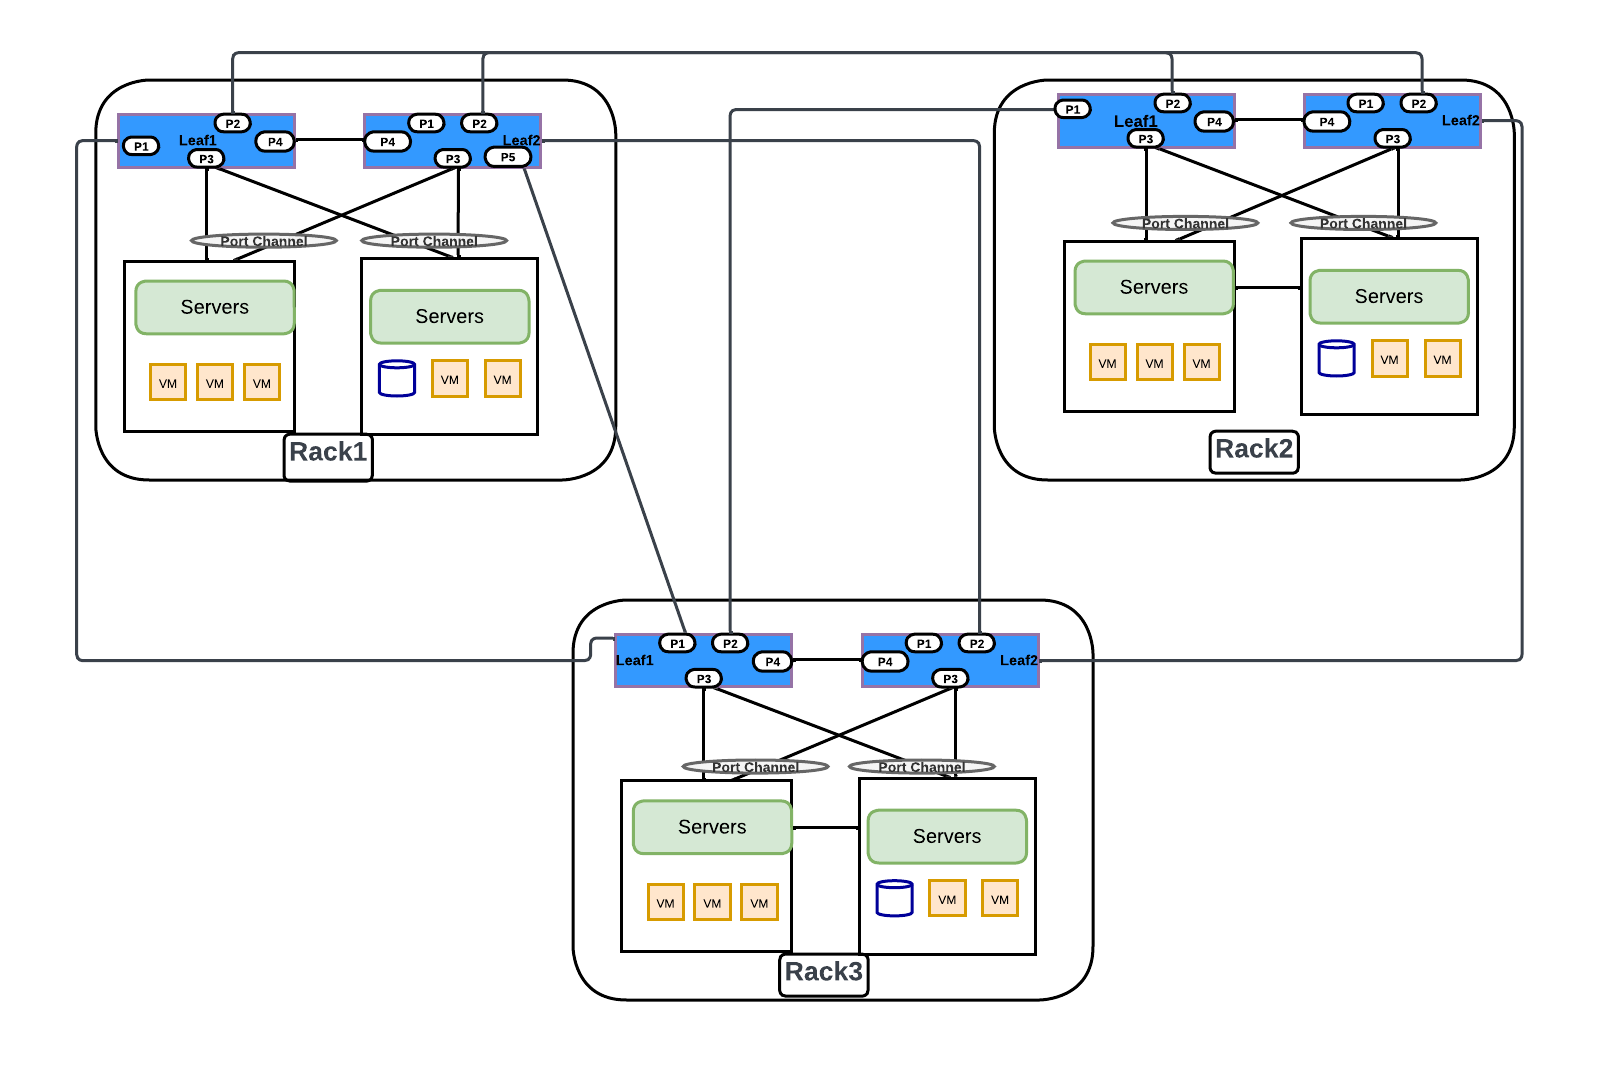 P2
Leaf1
P1
P4
P3
P1
P2
Leaf2
P4
P3
P5
Port Channel
Port Channel
Servers
Servers
VM
VM
VM
VM
VM
Rack1
P1
P2
Leaf1
P4
P3
P1
P2
Leaf2
P4
P3
Port Channel
Port Channel
Servers
Servers
VM
VM
VM
VM
VM
Rack2
P1
P2
Leaf1
P4
P3
P1
P2
Leaf2
P4
P3
Port Channel
Port Channel
Servers
Servers
VM
VM
VM
VM
VM
Rack3